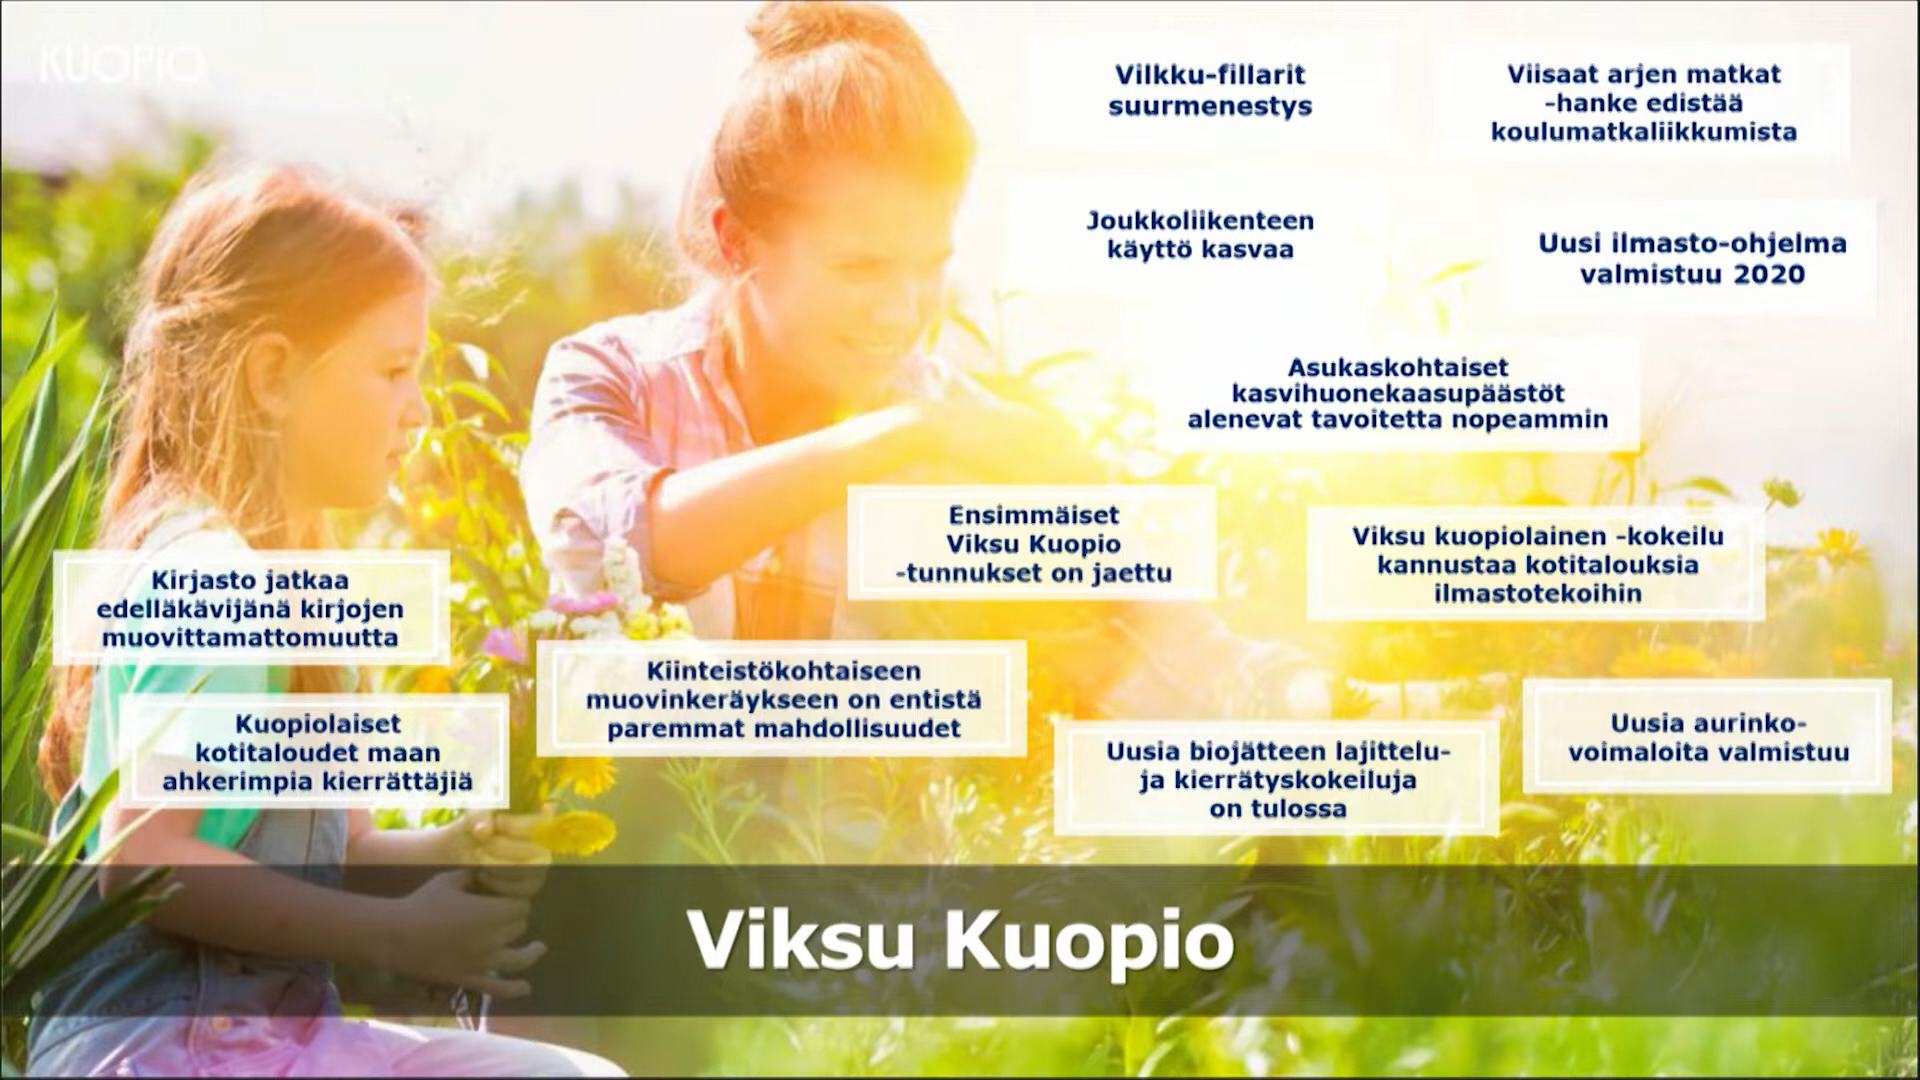 KUOPIO
Vilkku-fillarit
suurmenestys
Viisaat arjen matkat
-hanke edistää
koulumatkaliikkumista
Joukkoliikenteen
käyttö kasvaa
Uusi ilmasto-ohjelma
valmistuu 2020
Asukaskohtaiset
kasvihuonekaasupäästöt
alenevat tavoitetta nopeammin
Ensimmäiset
Viksu Kuopio
-tunnukset on jaettu
Viksu kuopiolainen -kokeilu
kannustaa kotitalouksia
ilmastotekoihin
Kirjasto jatkaa
edelläkävijänä kirjojen
muovittamattomuutta
Kiinteistökohtaiseen
muovinkeräykseen on entistä
paremmat mahdollisuudet
Kuopiolaiset
kotitaloudet maan
ahkerimpia kierrättäjiä
Uusia biojätteen lajittelu-
ja kierrätyskokeiluja
on tulossa
Uusia aurinko-
voimaloita valmistuu
Viksu Kuopio